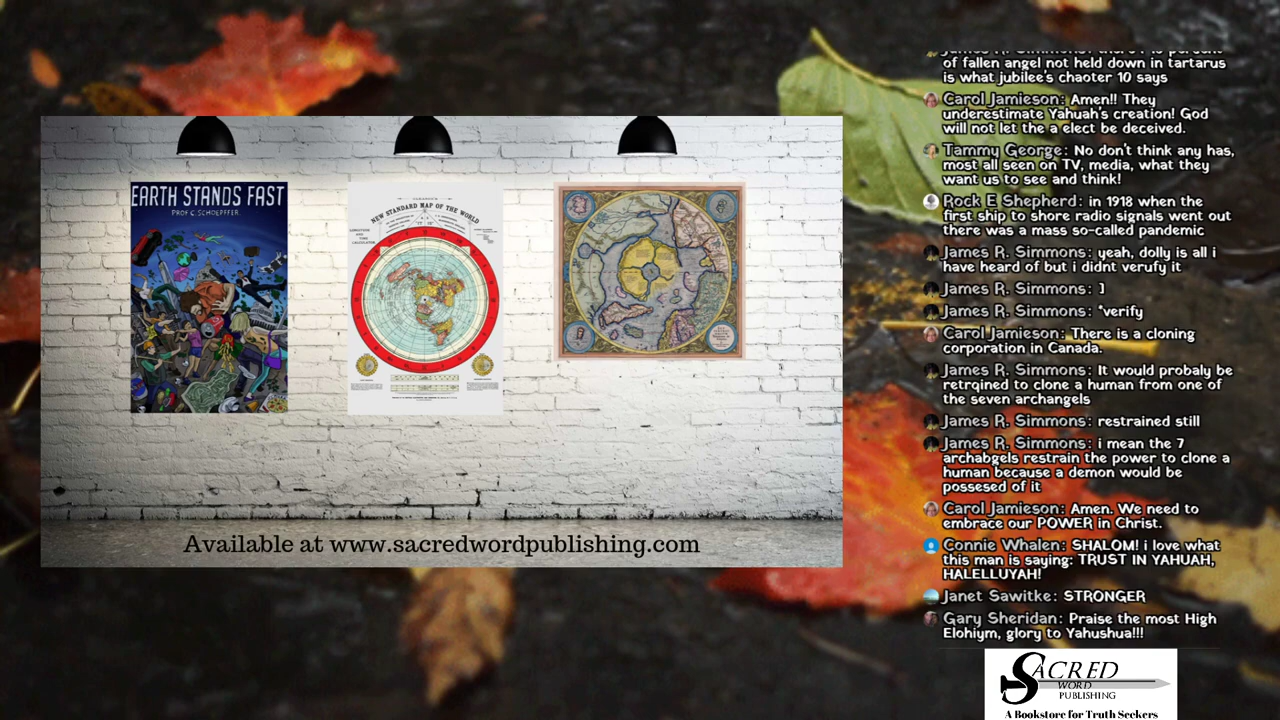 EARTH STANDS FAST
PROF C. SCHOEPFFER
NEW STANDARD MAP OF THE WORLD
LONGITUDE
AND
TIME
CALCULATOR
Available at www.sacredwordpublishing.com
James R. Simmons:
of fallen angel not held down in tartarus
is what jubilee's chaoter 10 says
Carol Jamieson: Amen!! They
underestimate Yahuah's creation! God
will not let the a elect be deceived.
Tammy George: No don't think any has,
most all seen on TV, media, what they
want us to see and think!
Rock E Shepherd: in 1918 when the
first ship to shore radio signals went out
there was a mass so-called pandemic
James R. Simmons: yeah, dolly is all i
have heard of but i didnt verufy it
James R. Simmons: ]
James R. Simmons: *verify
Carol Jamieson: There is a cloning
corporation in Canada.
James R. Simmons: It would probaly be
retrqined to clone a human from one of
the seven archangels
James R. Simmons: restrained still
James R. Simmons: i mean the 7
archabgels restrain the power to clone a
human because a demon would be
possesed of it
Carol Jamieson: Amen. We need to
embrace our POWER in Christ.
Connie Whalen: SHALOM! i love what
this man is saying: TRUST IN YAHUAH,
HALELLUYAH!
Janet Sawitke: STRONGER
Gary Sheridan: Praise the most High
Elohiym, glory to Yahushua!!!
SACRED
WORD
PUBLISHING
A Bookstore for Truth Seekers